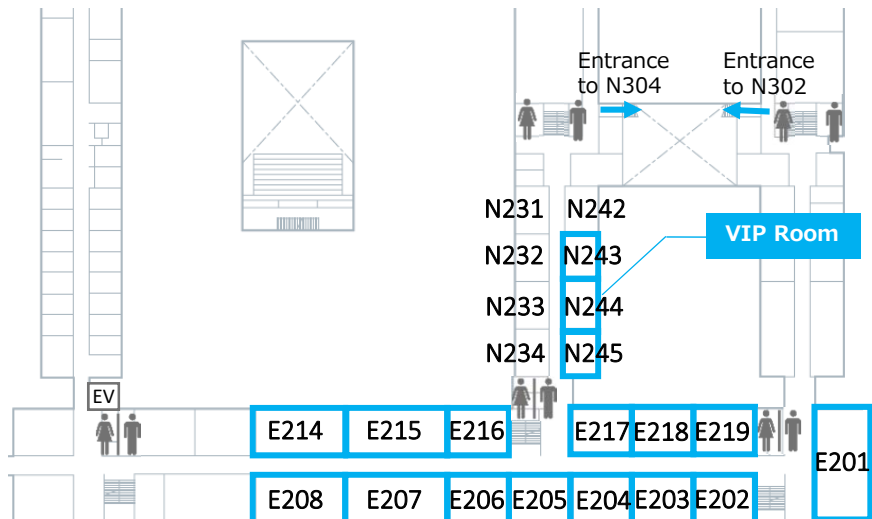 Entrance
to N304
Entrance
to N302
N231 N242
VIP Room
N232 N243
N233 N244
N234 N245
EV
E214 E215 E216 E217 E218 E219
E201
E208 E207 E206 E205 E204 E203 E202